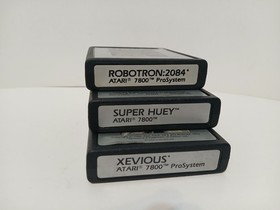 ROBOTRON:2084*
ATARI® 7800™ ProSystem
SUPER HUEY™
ATARI 7800™
XEVIOUS*
ATARI® 7800™ ProSystem